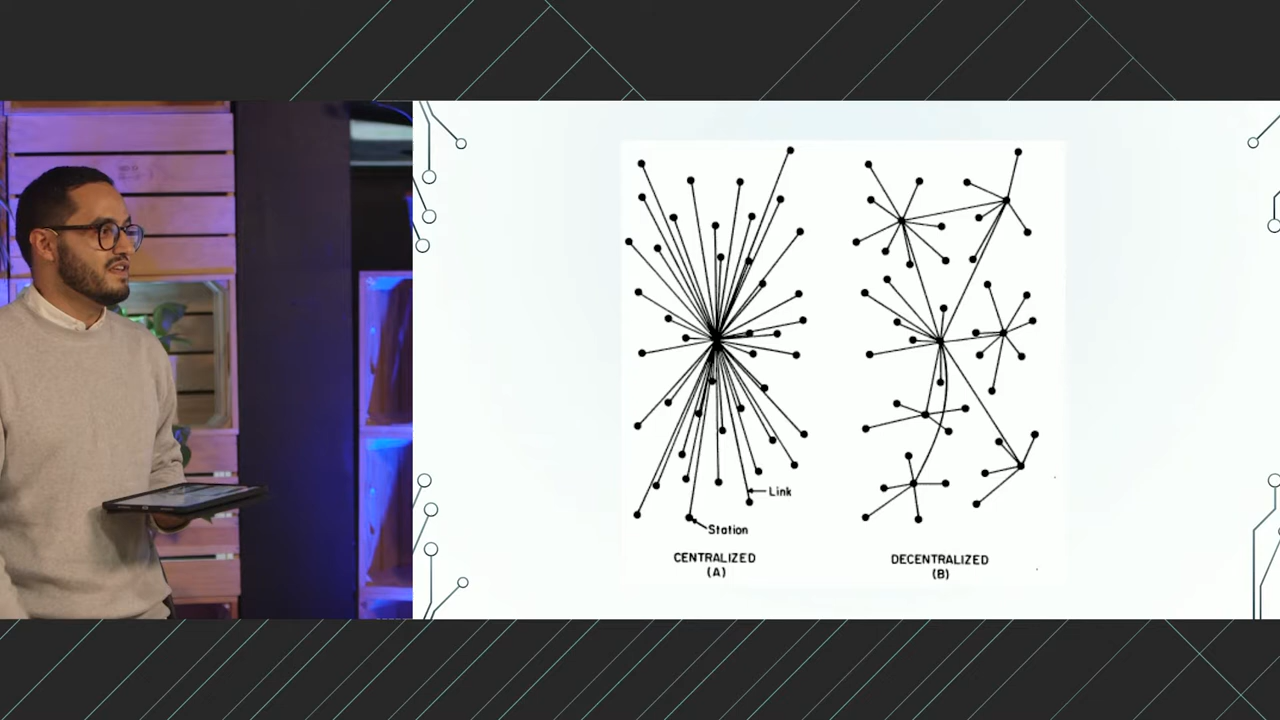 Link
Station
CENTRALIZED
(A)
DECENTRALIZED
(B)